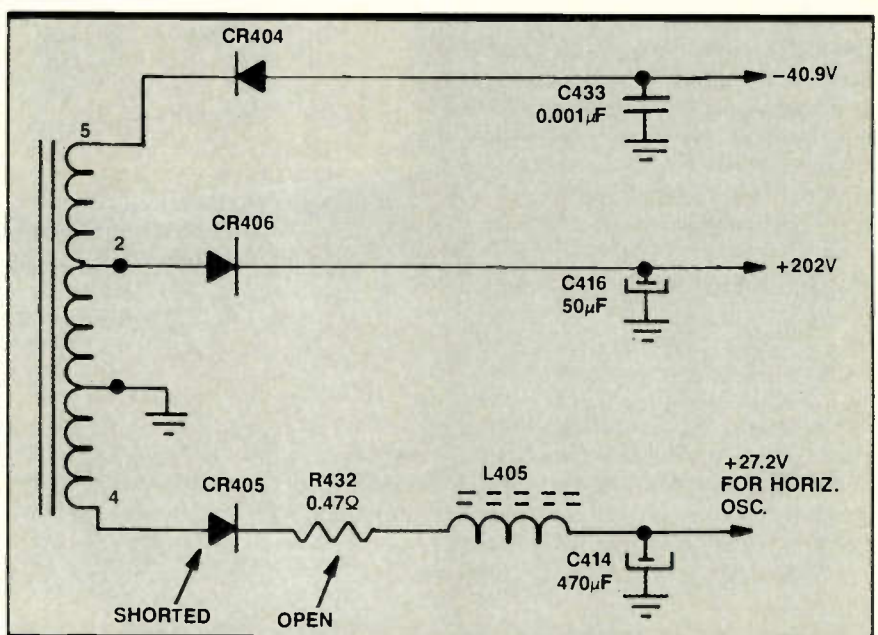 CR404
−40.9V
C433
0.001µF
5
CR406
2
+202V
C416
50µF
4
CR405
R432
0.47Ω
L405
+27.2V
FOR HORIZ.
OSC.
C414
470µF
SHORTED
OPEN